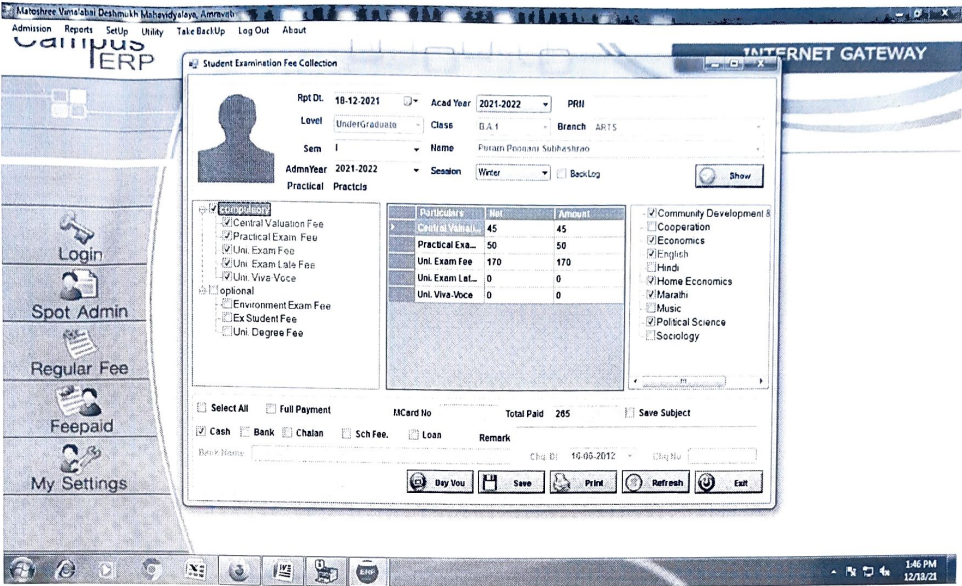 Matoshree Vimalabai Deshmukh Mahavidyalaya, Amravati
Admission Reports SetUp Utility Take BackUp Log Out About
Campus
ERP
INTERNET GATEWAY
Student Examination Fee Collection
Rpt Dt. 18-12-2021 Acad Year 2021-2022 PRN
Level UnderGraduate Class B.A.1 Branch ARTS
Sem I Name Puram Poonam Subhashrao
AdmnYear 2021-2022 Session Winter BackLog Show
Practical Practcls
compulsory
Central Valuation Fee
Practical Exam Fee
Uni. Exam Fee
Uni. Exam Late Fee
Uni. Viva-Voce
optional
Environment Exam Fee
Ex Student Fee
Uni. Degree Fee
Particulars Net Amount
Central Valuati... 45 45
Practical Exa... 50 50
Uni. Exam Fee 170 170
Uni. Exam Lat... 0 0
Uni. Viva-Voce 0 0
Community Development &
Cooperation
Economics
English
Hindi
Home Economics
Marathi
Music
Political Science
Sociology
Login
Spot Admin
Regular Fee
Feepaid
My Settings
Select All Full Payment MCard No Total Paid 265 Save Subject
Cash Bank Chalan Sch Fee. Loan Remark
Bank Name Chq. Dt 16-06-2012 Chq No
Day Vou Save Print Refresh Exit
ERP
1:46 PM
12/18/21